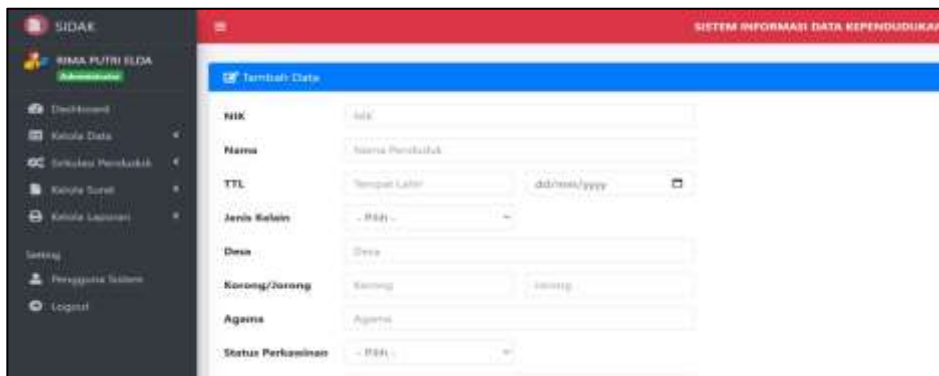 SIDAK
SISTEM INFORMASI DATA KEPENDUDUKAN
RIMA PUTRI ELDA
Administrator
Tambah Data
Dashboard
Kelola Data
Sirkulasi Penduduk
Kelola Surat
Kelola Laporan
Setting
Pengguna Sistem
Logout
NIK NIK
Nama Nama Penduduk
TTL Tempat Lahir dd/mm/yyyy
Jenis Kelain - Pilih -
Desa Desa
Korong/Jorong Korong Jorong
Agama Agama
Status Perkawinan - Pilih -